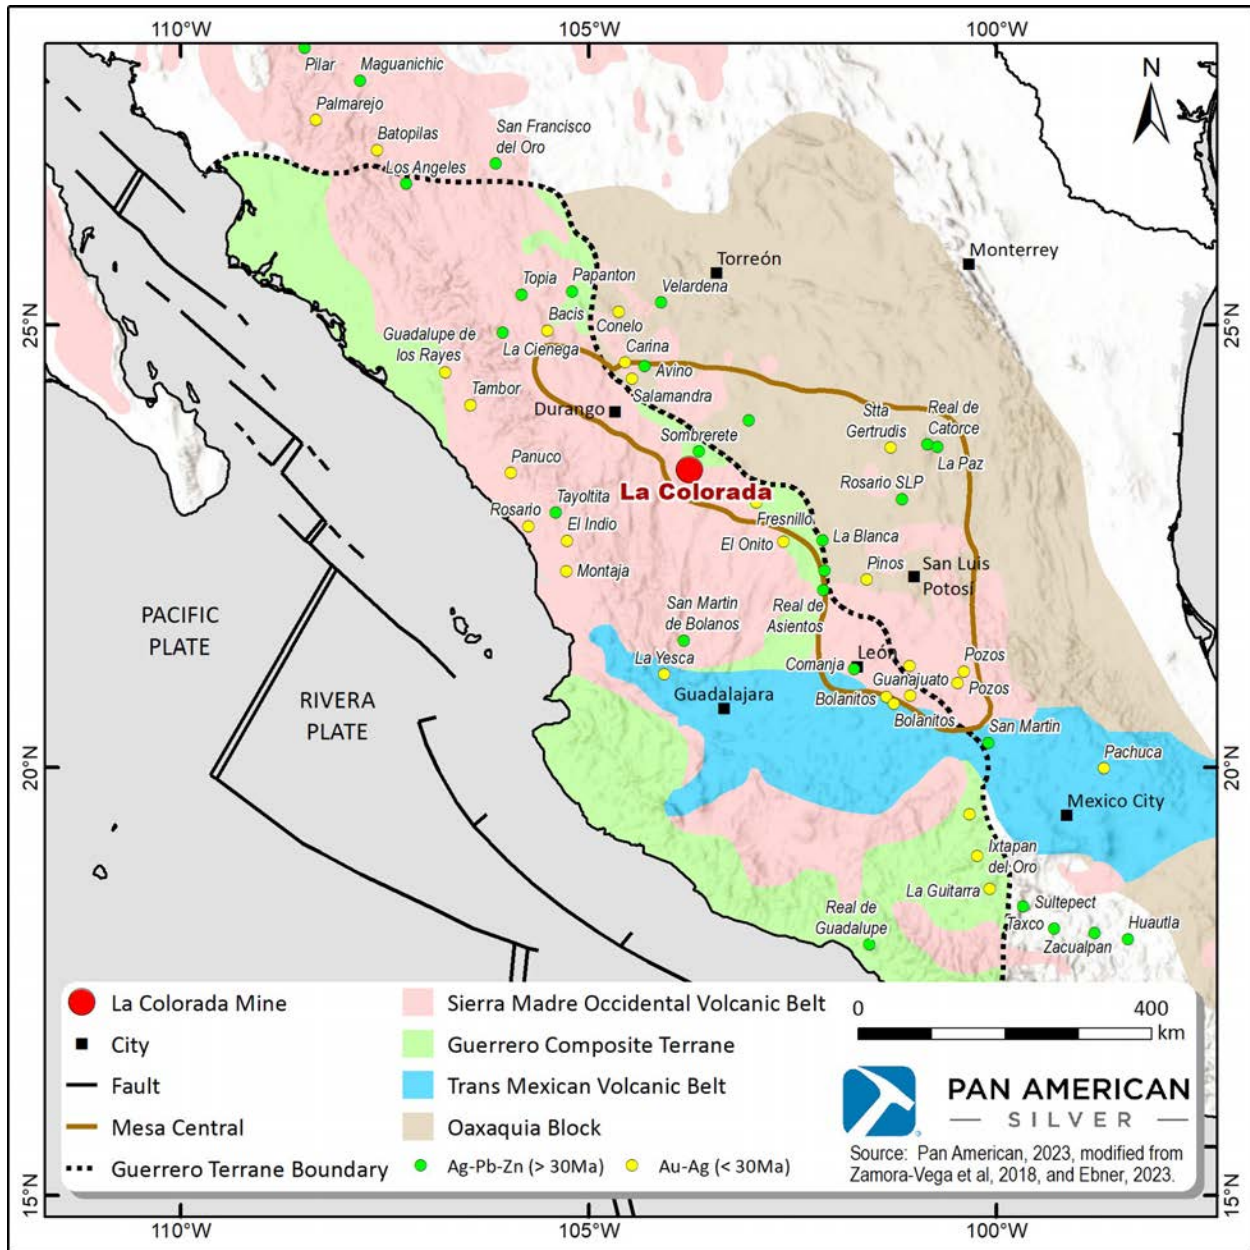 110°W
105°W
100°W
Pilar
Maguanichic
Palmarejo
Batopilas
San Francisco
del Oro
Los Angeles
N
Monterrey
Torreón
Topia
Papanton
Velardena
25°N
25°N
Bacis
Conelo
Guadalupe de
los Rayes
La Cienega
Carina
Avino
Tambor
Salamandra
Durango
Stta
Gertrudis
Real de
Catorce
Sombrerete
La Paz
Panuco
La Colorada
Rosario SLP
Tayoltita
Rosario
El Indio
Fresnillo
El Onito
La Blanca
Montaja
Pinos
San Luis
Potosí
PACIFIC
PLATE
San Martin
de Bolanos
Real de
Asientos
La Yesca
Comanja
León
Pozos
Guanajuato
Pozos
RIVERA
PLATE
Guadalajara
Bolanitos
Bolanitos
San Martin
Pachuca
20°N
20°N
Mexico City
Ixtapan
del Oro
La Guitarra
Real de
Guadalupe
Sultepect
Taxco
Zacualpan
Huautla
La Colorada Mine
City
Fault
Mesa Central
Guerrero Terrane Boundary
Sierra Madre Occidental Volcanic Belt
Guerrero Composite Terrane
Trans Mexican Volcanic Belt
Oaxaquia Block
Ag-Pb-Zn (> 30Ma)
Au-Ag (< 30Ma)
0
400
km
PAN AMERICAN
SILVER
Source: Pan American, 2023, modified from
Zamora-Vega et al, 2018, and Ebner, 2023.
15°N
15°N
110°W
105°W
100°W